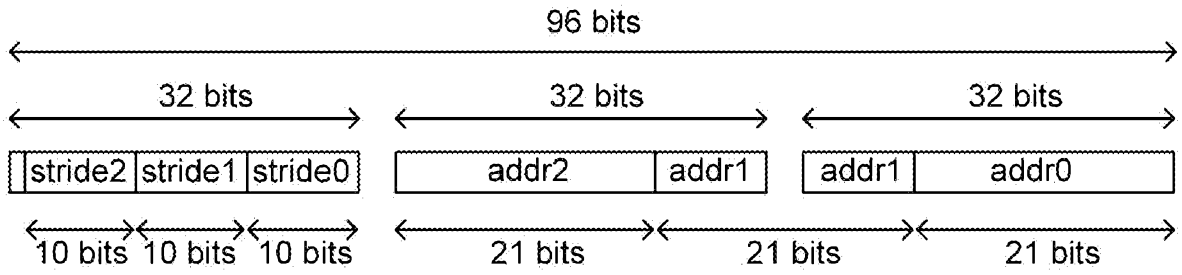 96 bits
32 bits 32 bits 32 bits
stride2 stride1 stride0 addr2 addr1 addr1 addr0
10 bits 10 bits 10 bits 21 bits 21 bits 21 bits